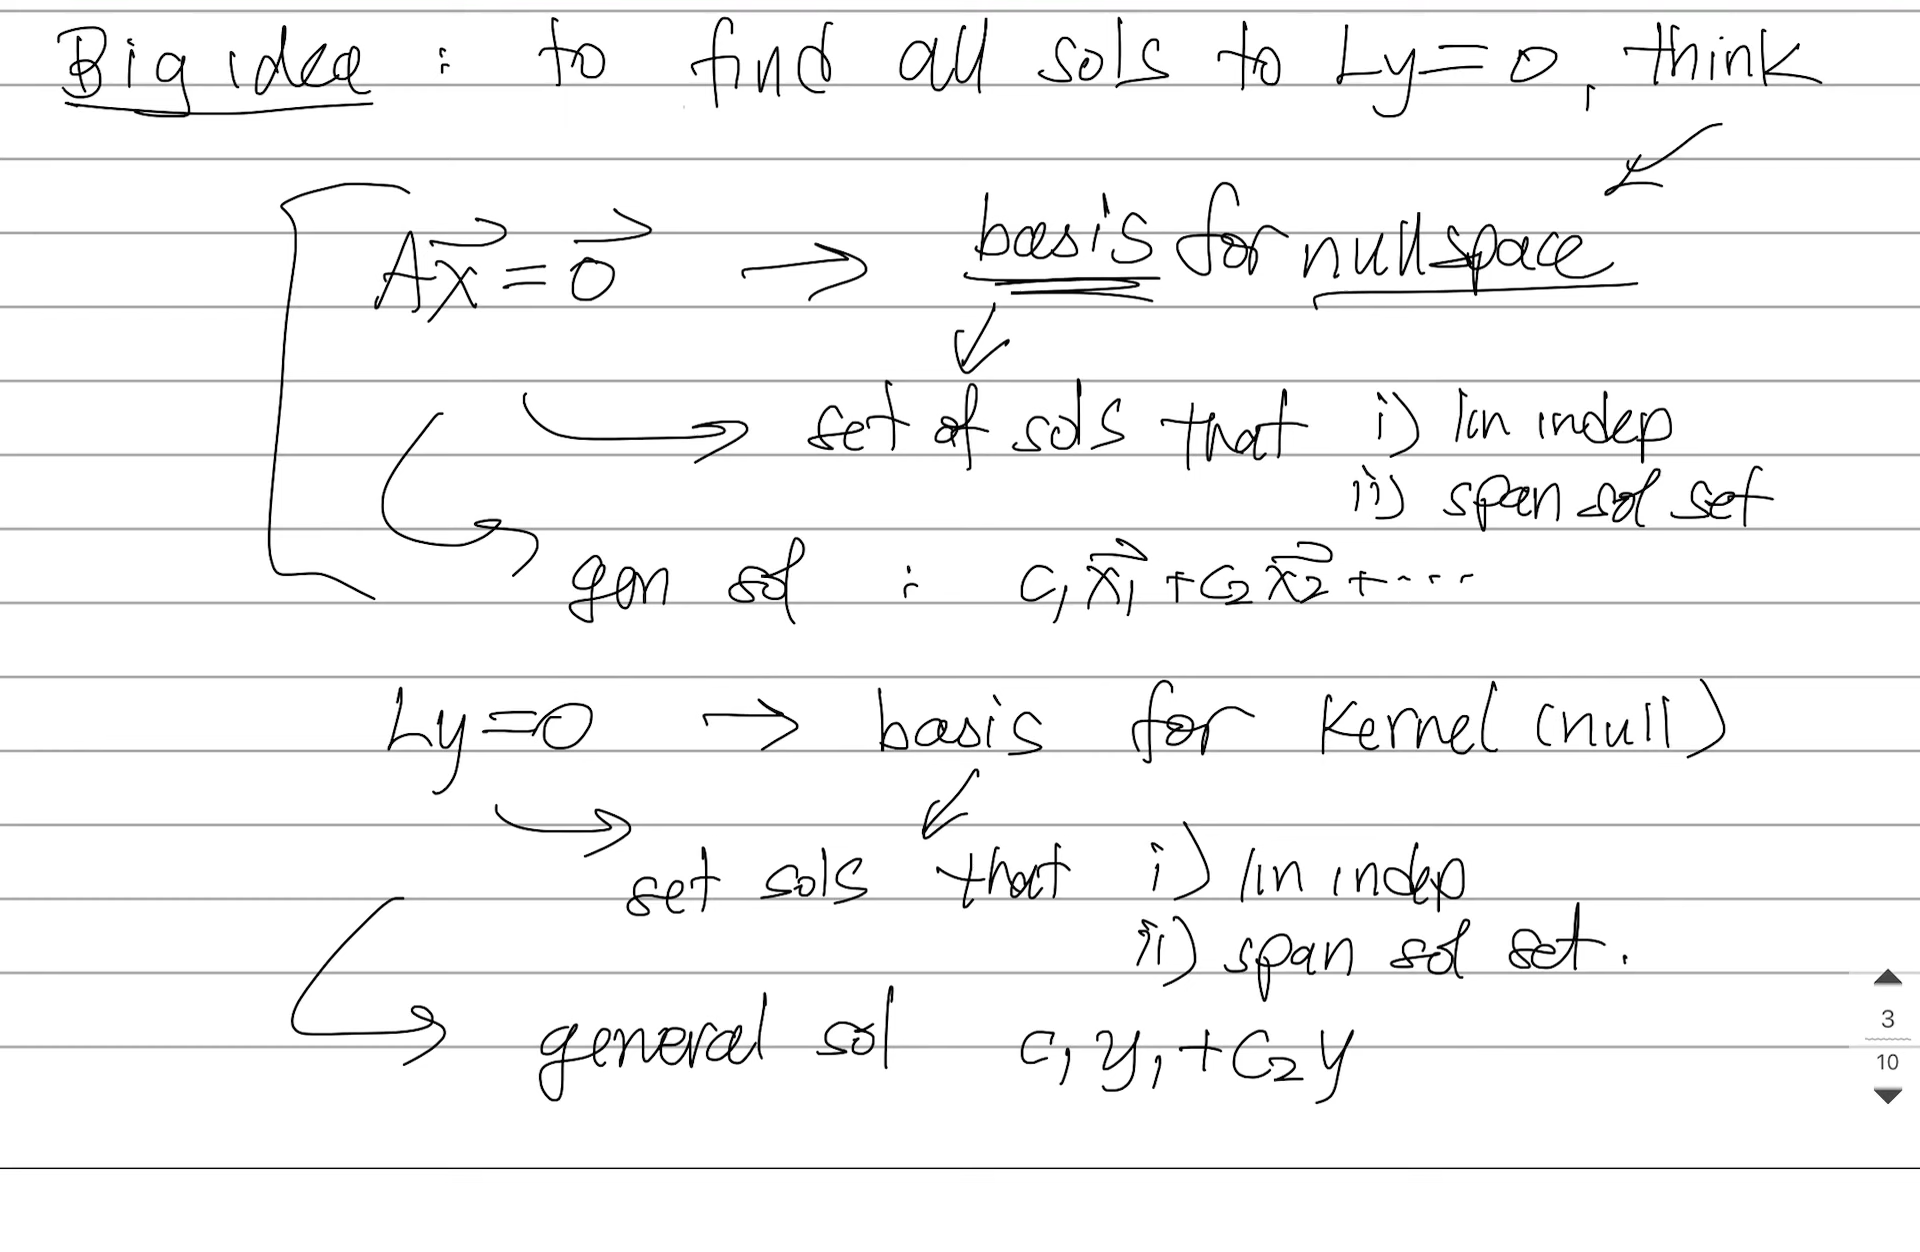 Big idea : to find all sols to Ly=0, think
Ax⃗ = 0⃗ → basis for nullspace
set of sols that i) lin indep
ii) span sol set
gen sol : c₁x⃗₁ + c₂x⃗₂ + ...
Ly=0 → basis for Kernel (null)
set sols that i) lin indep
ii) span sol set.
general sol c₁y₁ + c₂y
3
10